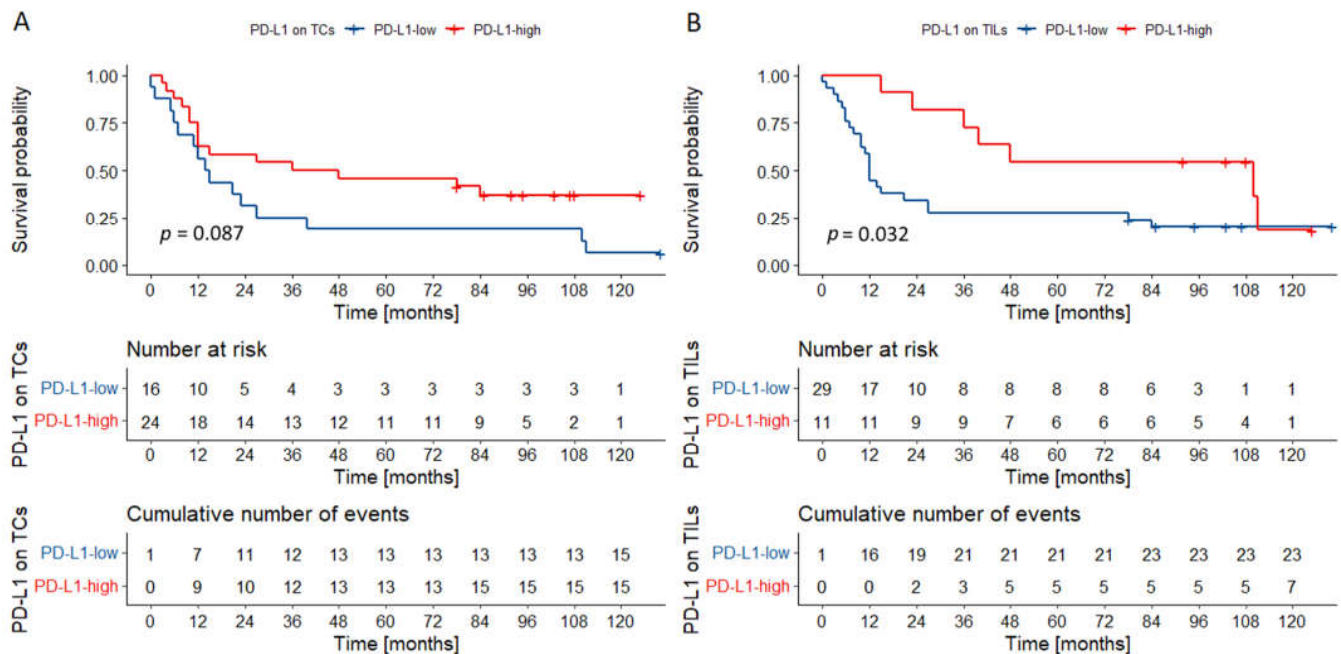 A
PD-L1 on TCs PD-L1-low PD-L1-high
Survival probability
1.00
0.75
0.50
0.25
0.00
p = 0.087
0 12 24 36 48 60 72 84 96 108 120
Time [months]
Number at risk
PD-L1 on TCs
PD-L1-low 16 10 5 4 3 3 3 3 3 3 1
PD-L1-high 24 18 14 13 12 11 11 9 5 2 1
0 12 24 36 48 60 72 84 96 108 120
Time [months]
Cumulative number of events
PD-L1 on TCs
PD-L1-low 1 7 11 12 13 13 13 13 13 13 15
PD-L1-high 0 9 10 12 13 13 13 15 15 15 15
0 12 24 36 48 60 72 84 96 108 120
Time [months]
B
PD-L1 on TILs PD-L1-low PD-L1-high
Survival probability
1.00
0.75
0.50
0.25
0.00
p = 0.032
0 12 24 36 48 60 72 84 96 108 120
Time [months]
Number at risk
PD-L1 on TILs
PD-L1-low 29 17 10 8 8 8 8 6 3 1 1
PD-L1-high 11 11 9 9 7 6 6 6 5 4 1
0 12 24 36 48 60 72 84 96 108 120
Time [months]
Cumulative number of events
PD-L1 on TILs
PD-L1-low 1 16 19 21 21 21 21 23 23 23 23
PD-L1-high 0 0 2 3 5 5 5 5 5 5 7
0 12 24 36 48 60 72 84 96 108 120
Time [months]